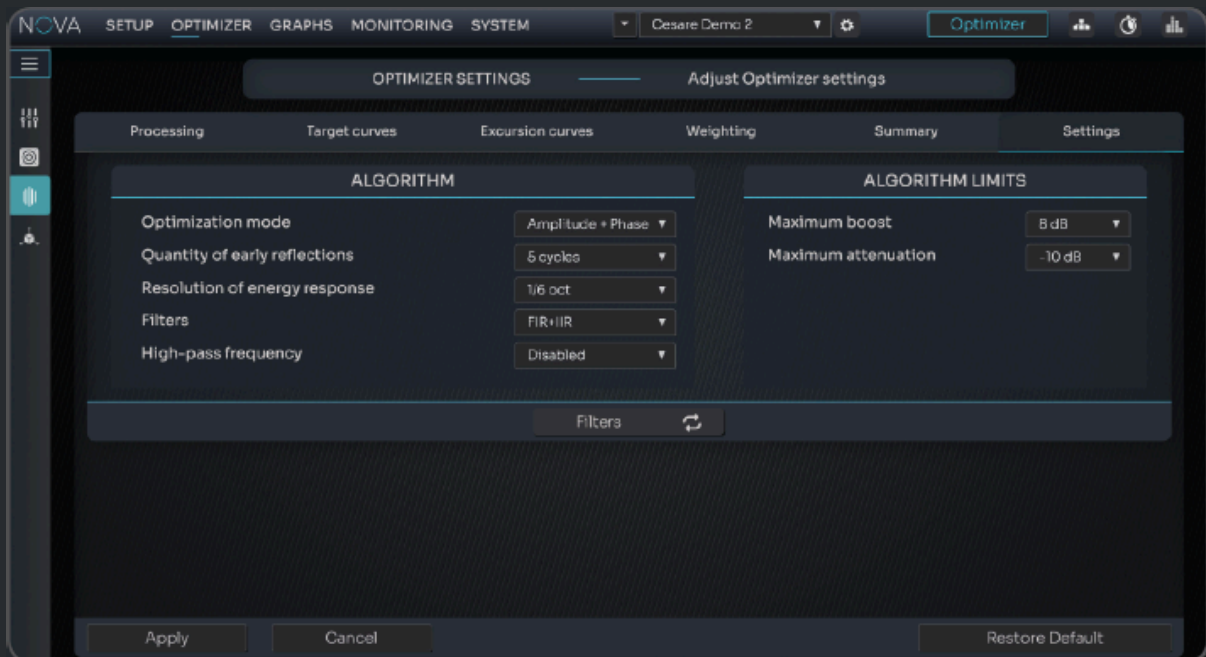 NOVA SETUP OPTIMIZER GRAPHS MONITORING SYSTEM Cesare Demo 2 Optimizer
OPTIMIZER SETTINGS Adjust Optimizer settings
Processing Target curves Excursion curves Weighting Summary Settings
ALGORITHM
Optimization mode Amplitude + Phase
Quantity of early reflections 5 cycles
Resolution of energy response 1/6 oct
Filters FIR+IIR
High-pass frequency Disabled
ALGORITHM LIMITS
Maximum boost 8 dB
Maximum attenuation -10 dB
Filters
Apply Cancel Restore Default